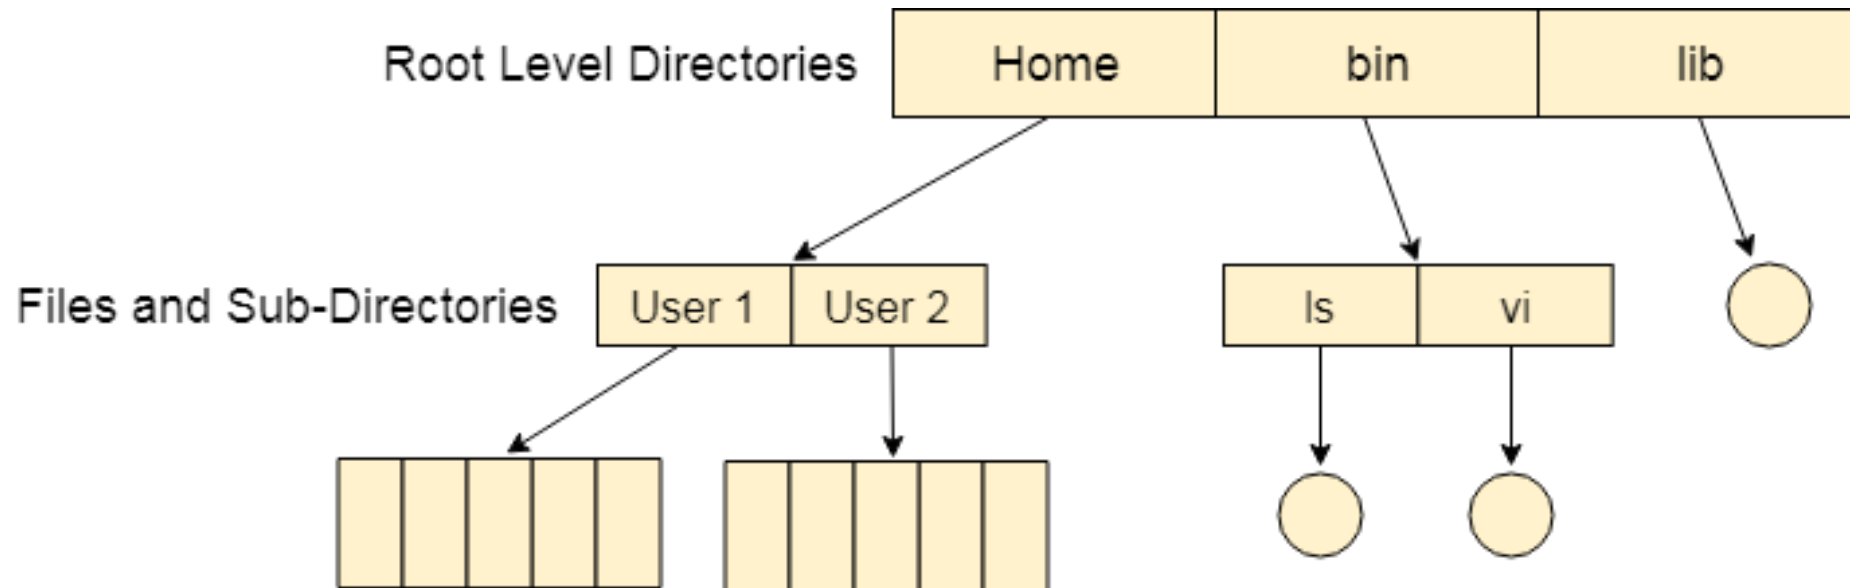 Root Level Directories
Home
bin
lib
Files and Sub-Directories
User 1
User 2
ls
vi